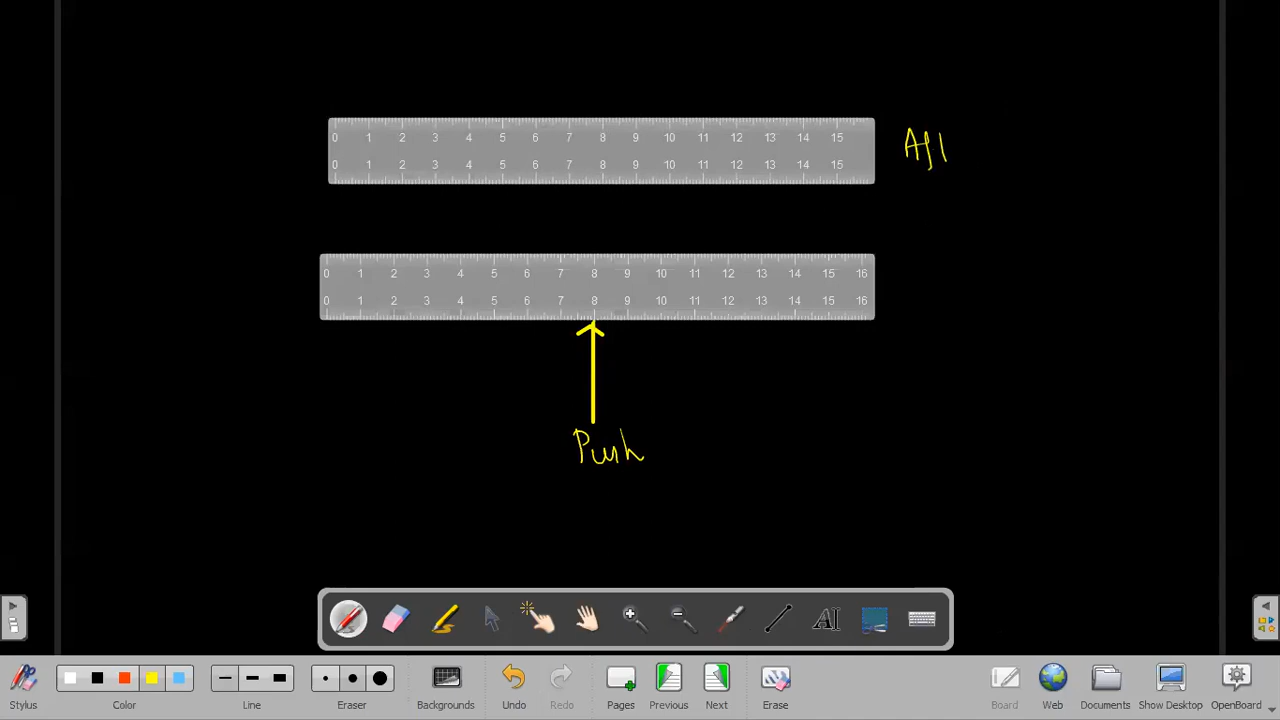 0 1 2 3 4 5 6 7 8 9 10 11 12 13 14 15
0 1 2 3 4 5 6 7 8 9 10 11 12 13 14 15
0 1 2 3 4 5 6 7 8 9 10 11 12 13 14 15 16
0 1 2 3 4 5 6 7 8 9 10 11 12 13 14 15 16
Push
AI
Stylus Color Line Eraser Backgrounds Undo Redo Pages Previous Next Erase Board Web Documents Show Desktop OpenBoard